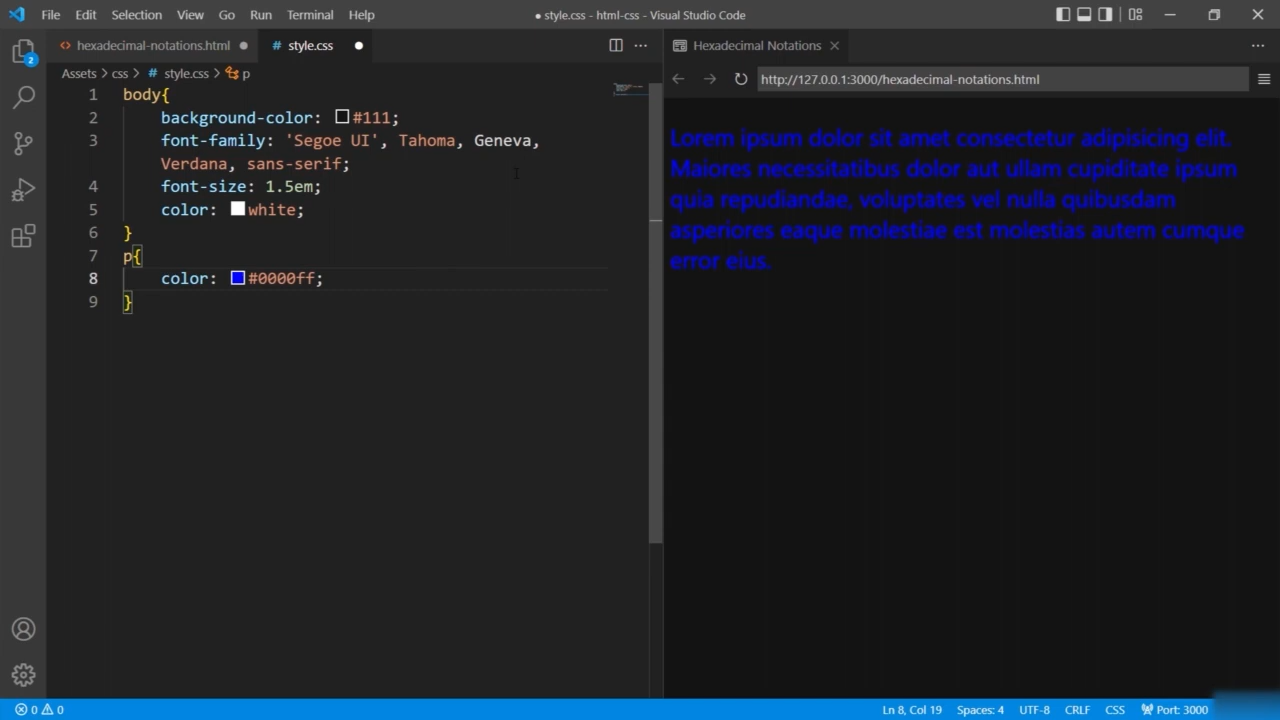 File Edit Selection View Go Run Terminal Help
● style.css - html-css - Visual Studio Code
hexadecimal-notations.html
# style.css
Hexadecimal Notations
Assets > css > # style.css > p
http://127.0.0.1:3000/hexadecimal-notations.html
2
1 body{
2 background-color: #111;
3 font-family: 'Segoe UI', Tahoma, Geneva,
Verdana, sans-serif;
4 font-size: 1.5em;
5 color: white;
6 }
7 p{
8 color: #0000ff;
9 }
Lorem ipsum dolor sit amet consectetur adipisicing elit.
Maiores necessitatibus dolor aut ullam cupiditate ipsum
quia repudiandae, voluptates vel nulla quibusdam
asperiores eaque molestiae est molestias autem cumque
error eius.
0 0
Ln 8, Col 19 Spaces: 4 UTF-8 CRLF CSS Port: 3000